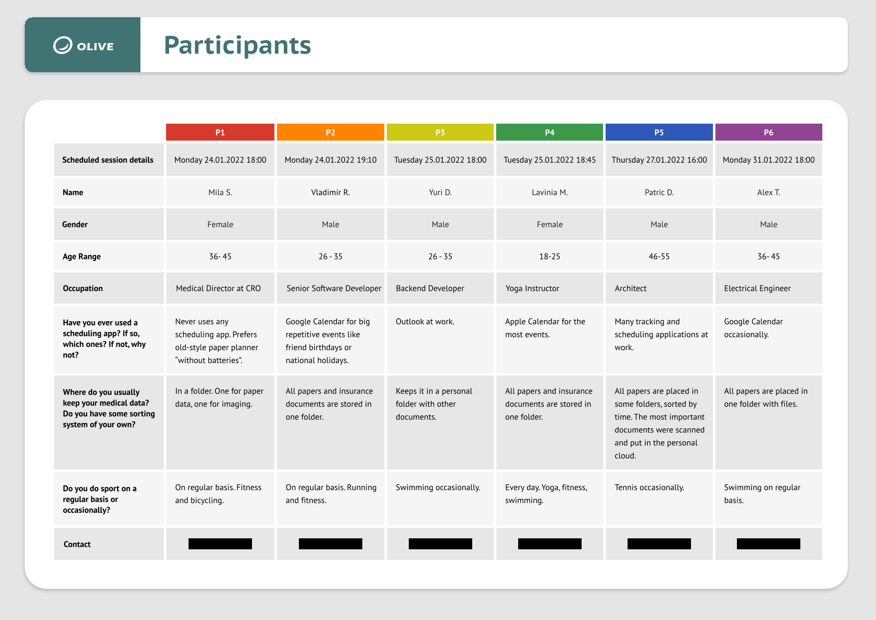 OLIVE
Participants
P1 P2 P3 P4 P5 P6
Scheduled session details
Monday 24.01.2022 18:00
Monday 24.01.2022 19:10
Tuesday 25.01.2022 18:00
Tuesday 25.01.2022 18:45
Thursday 27.01.2022 16:00
Monday 31.01.2022 18:00
Name
Mila S.
Vladimir R.
Yuri D.
Lavinia M.
Patric D.
Alex T.
Gender
Female
Male
Male
Female
Male
Male
Age Range
36- 45
26 - 35
26 - 35
18-25
46-55
36- 45
Occupation
Medical Director at CRO
Senior Software Developer
Backend Developer
Yoga Instructor
Architect
Electrical Engineer
Have you ever used a
scheduling app? If so,
which ones? If not, why
not?
Never uses any
scheduling app. Prefers
old-style paper planner
“without batteries”.
Google Calendar for big
repetitive events like
friend birthdays or
national holidays.
Outlook at work.
Apple Calendar for the
most events.
Many tracking and
scheduling applications at
work.
Google Calendar
occasionally.
Where do you usually
keep your medical data?
Do you have some sorting
system of your own?
In a folder. One for paper
data, one for imaging.
All papers and insurance
documents are stored in
one folder.
Keeps it in a personal
folder with other
documents.
All papers and insurance
documents are stored in
one folder.
All papers are placed in
some folders, sorted by
time. The most important
documents were scanned
and put in the personal
cloud.
All papers are placed in
one folder with files.
Do you do sport on a
regular basis or
occasionally?
On regular basis. Fitness
and bicycling.
On regular basis. Running
and fitness.
Swimming occasionally.
Every day. Yoga, fitness,
swimming.
Tennis occasionally.
Swimming on regular
basis.
Contact